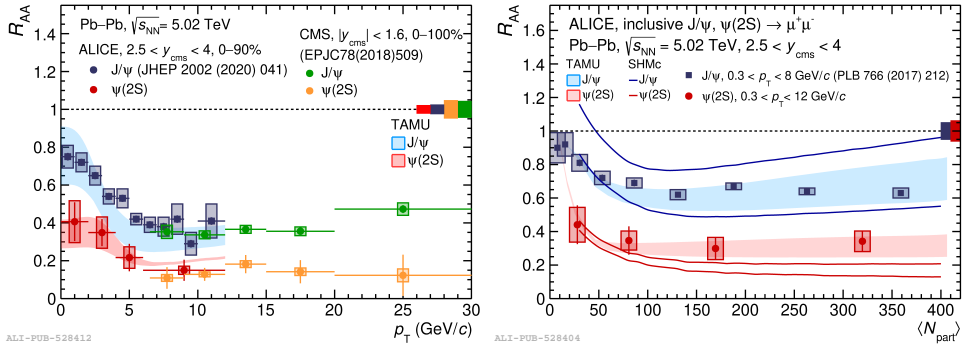 R_AA
Pb–Pb, √s_NN = 5.02 TeV
ALICE, 2.5 < y_cms < 4, 0–90%
J/ψ (JHEP 2002 (2020) 041)
ψ(2S)
CMS, |y_cms| < 1.6, 0–100%
(EPJC78(2018)509)
J/ψ
ψ(2S)
TAMU
J/ψ
ψ(2S)
1.4
1.2
1
0.8
0.6
0.4
0.2
0
0 5 10 15 20 25 30
p_T (GeV/c)
ALI-PUB-528412
R_AA
ALICE, inclusive J/ψ, ψ(2S) → μ⁺μ⁻
Pb–Pb, √s_NN = 5.02 TeV, 2.5 < y_cms < 4
TAMU SHMc
J/ψ J/ψ J/ψ, 0.3 < p_T < 8 GeV/c (PLB 766 (2017) 212)
ψ(2S) ψ(2S) ψ(2S), 0.3 < p_T < 12 GeV/c
1.6
1.4
1.2
1
0.8
0.6
0.4
0.2
0
0 50 100 150 200 250 300 350 400
⟨N_part⟩
ALI-PUB-528404